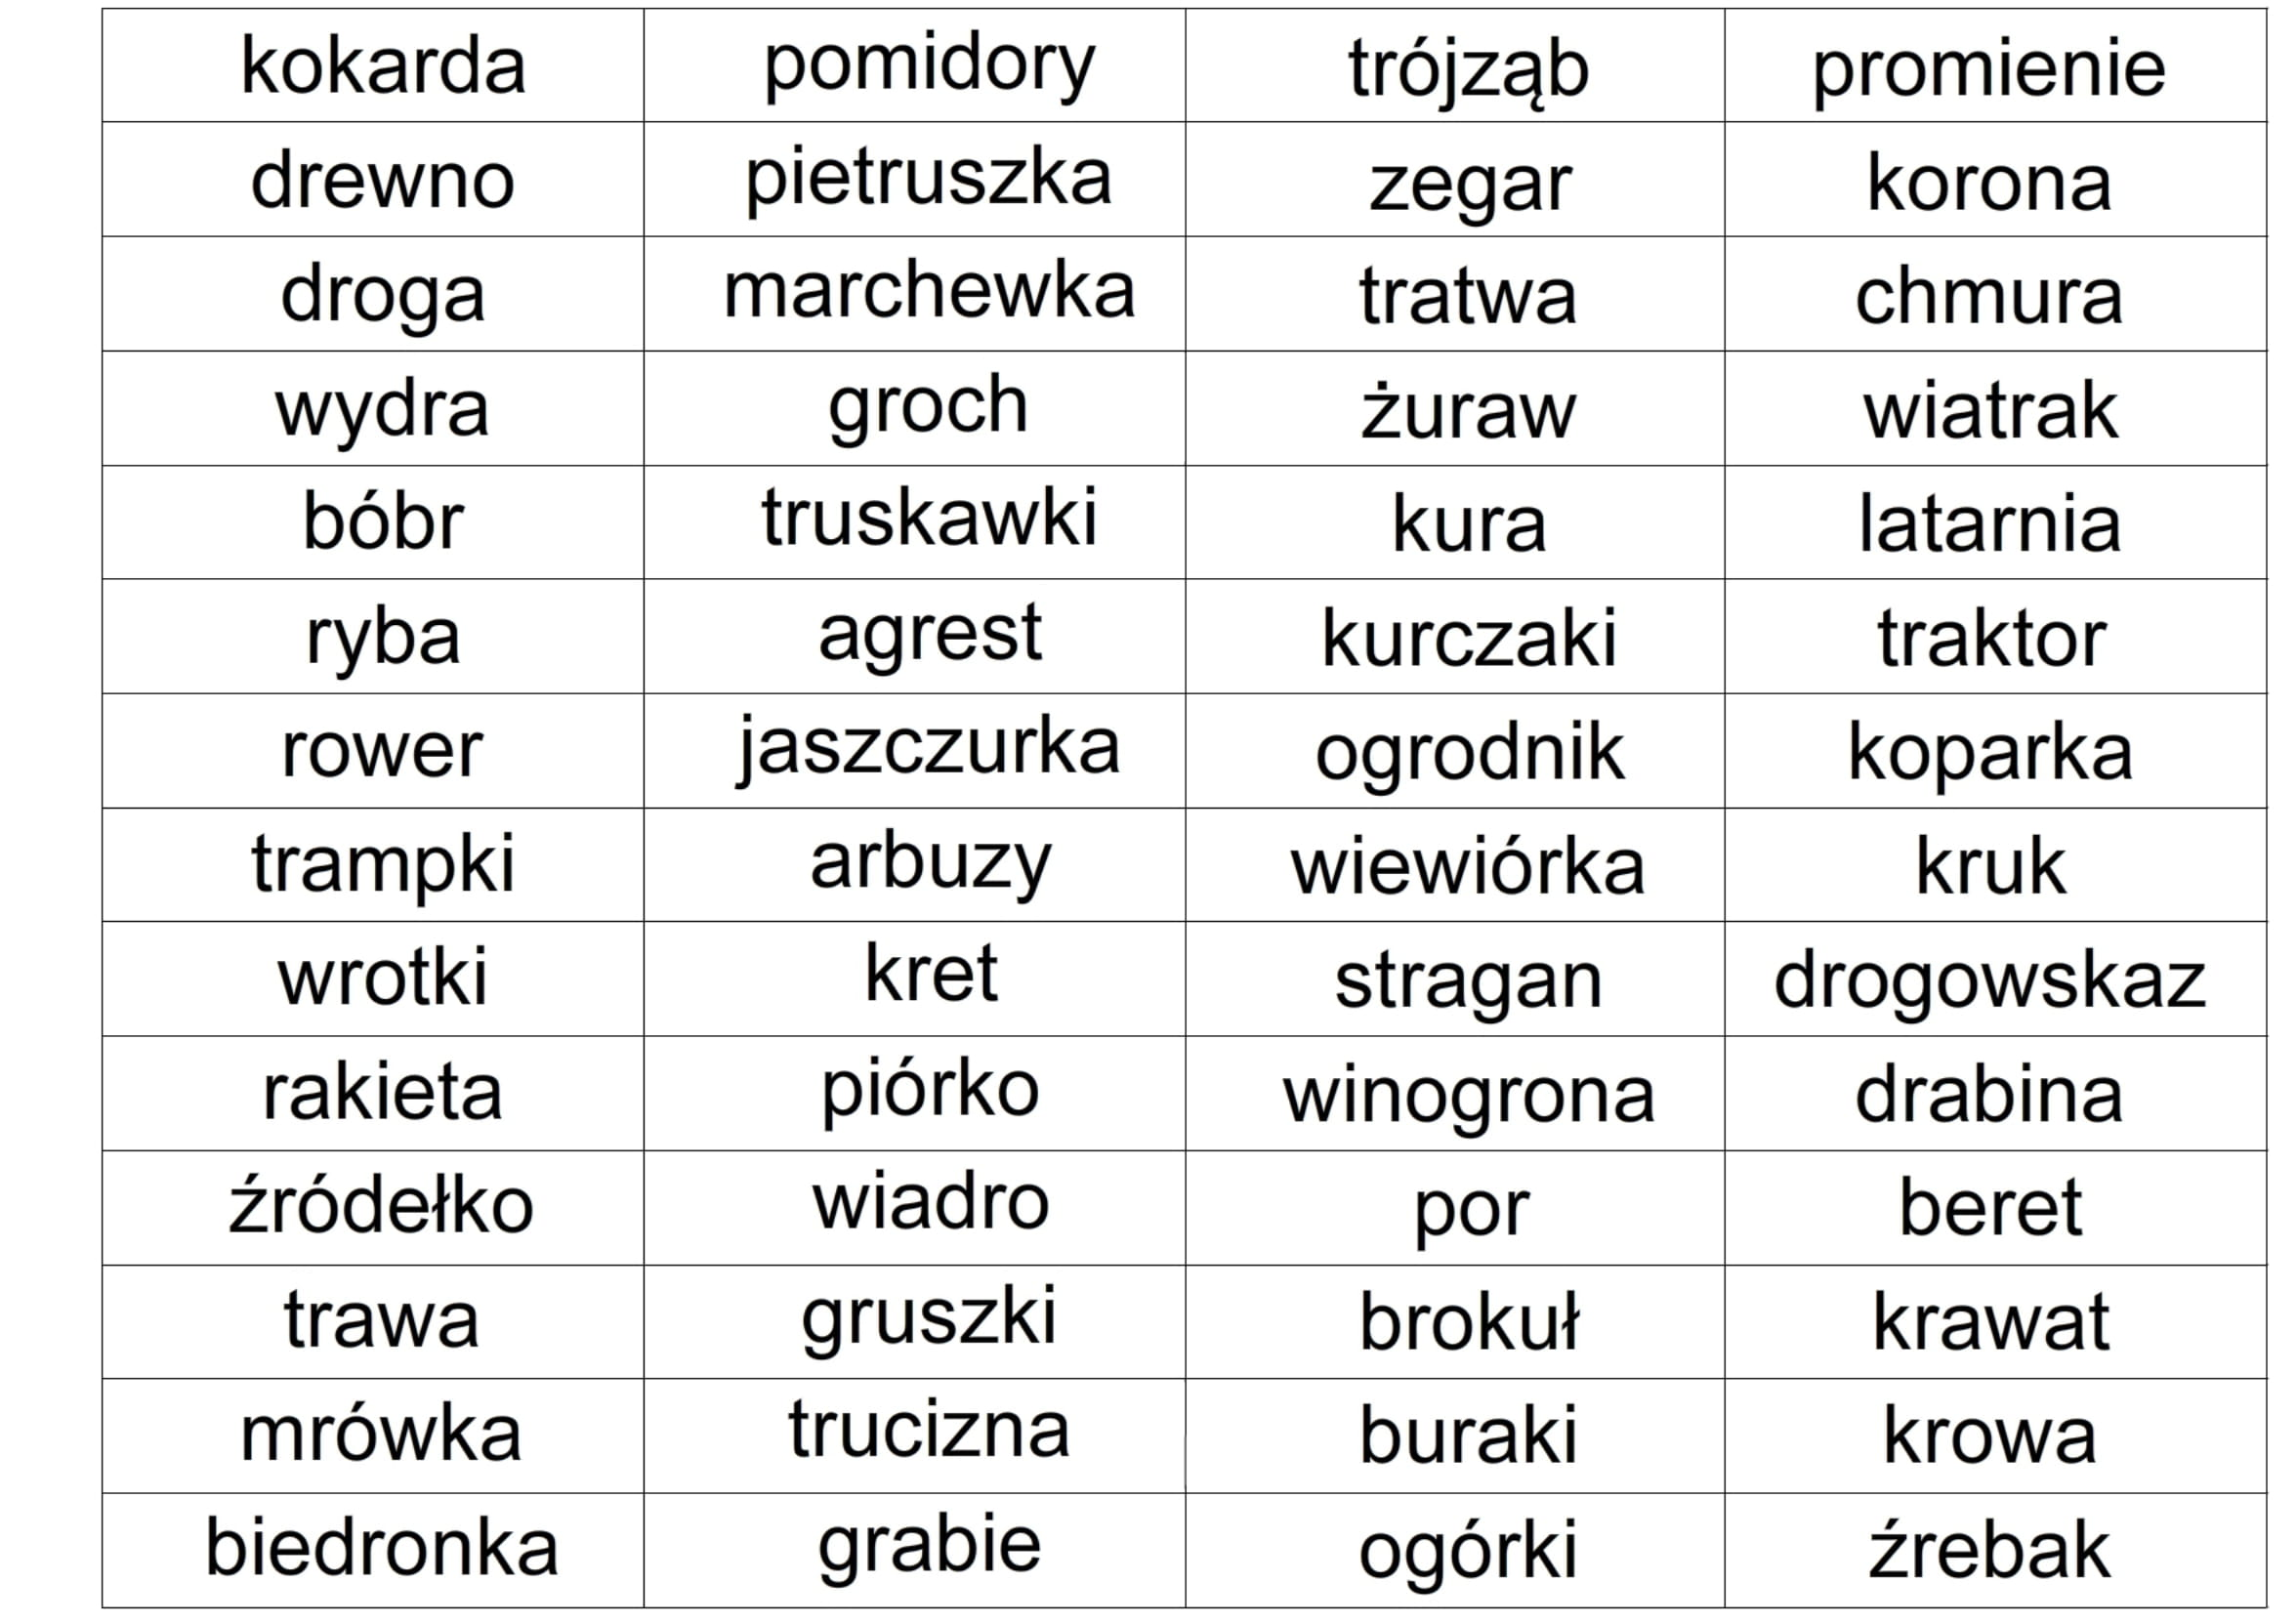 kokarda pomidory trójząb promienie
drewno pietruszka zegar korona
droga marchewka tratwa chmura
wydra groch żuraw wiatrak
bóbr truskawki kura latarnia
ryba agrest kurczaki traktor
rower jaszczurka ogrodnik koparka
trampki arbuzy wiewiórka kruk
wrotki kret stragan drogowskaz
rakieta piórko winogrona drabina
źródełko wiadro por beret
trawa gruszki brokuł krawat
mrówka trucizna buraki krowa
biedronka grabie ogórki źrebak